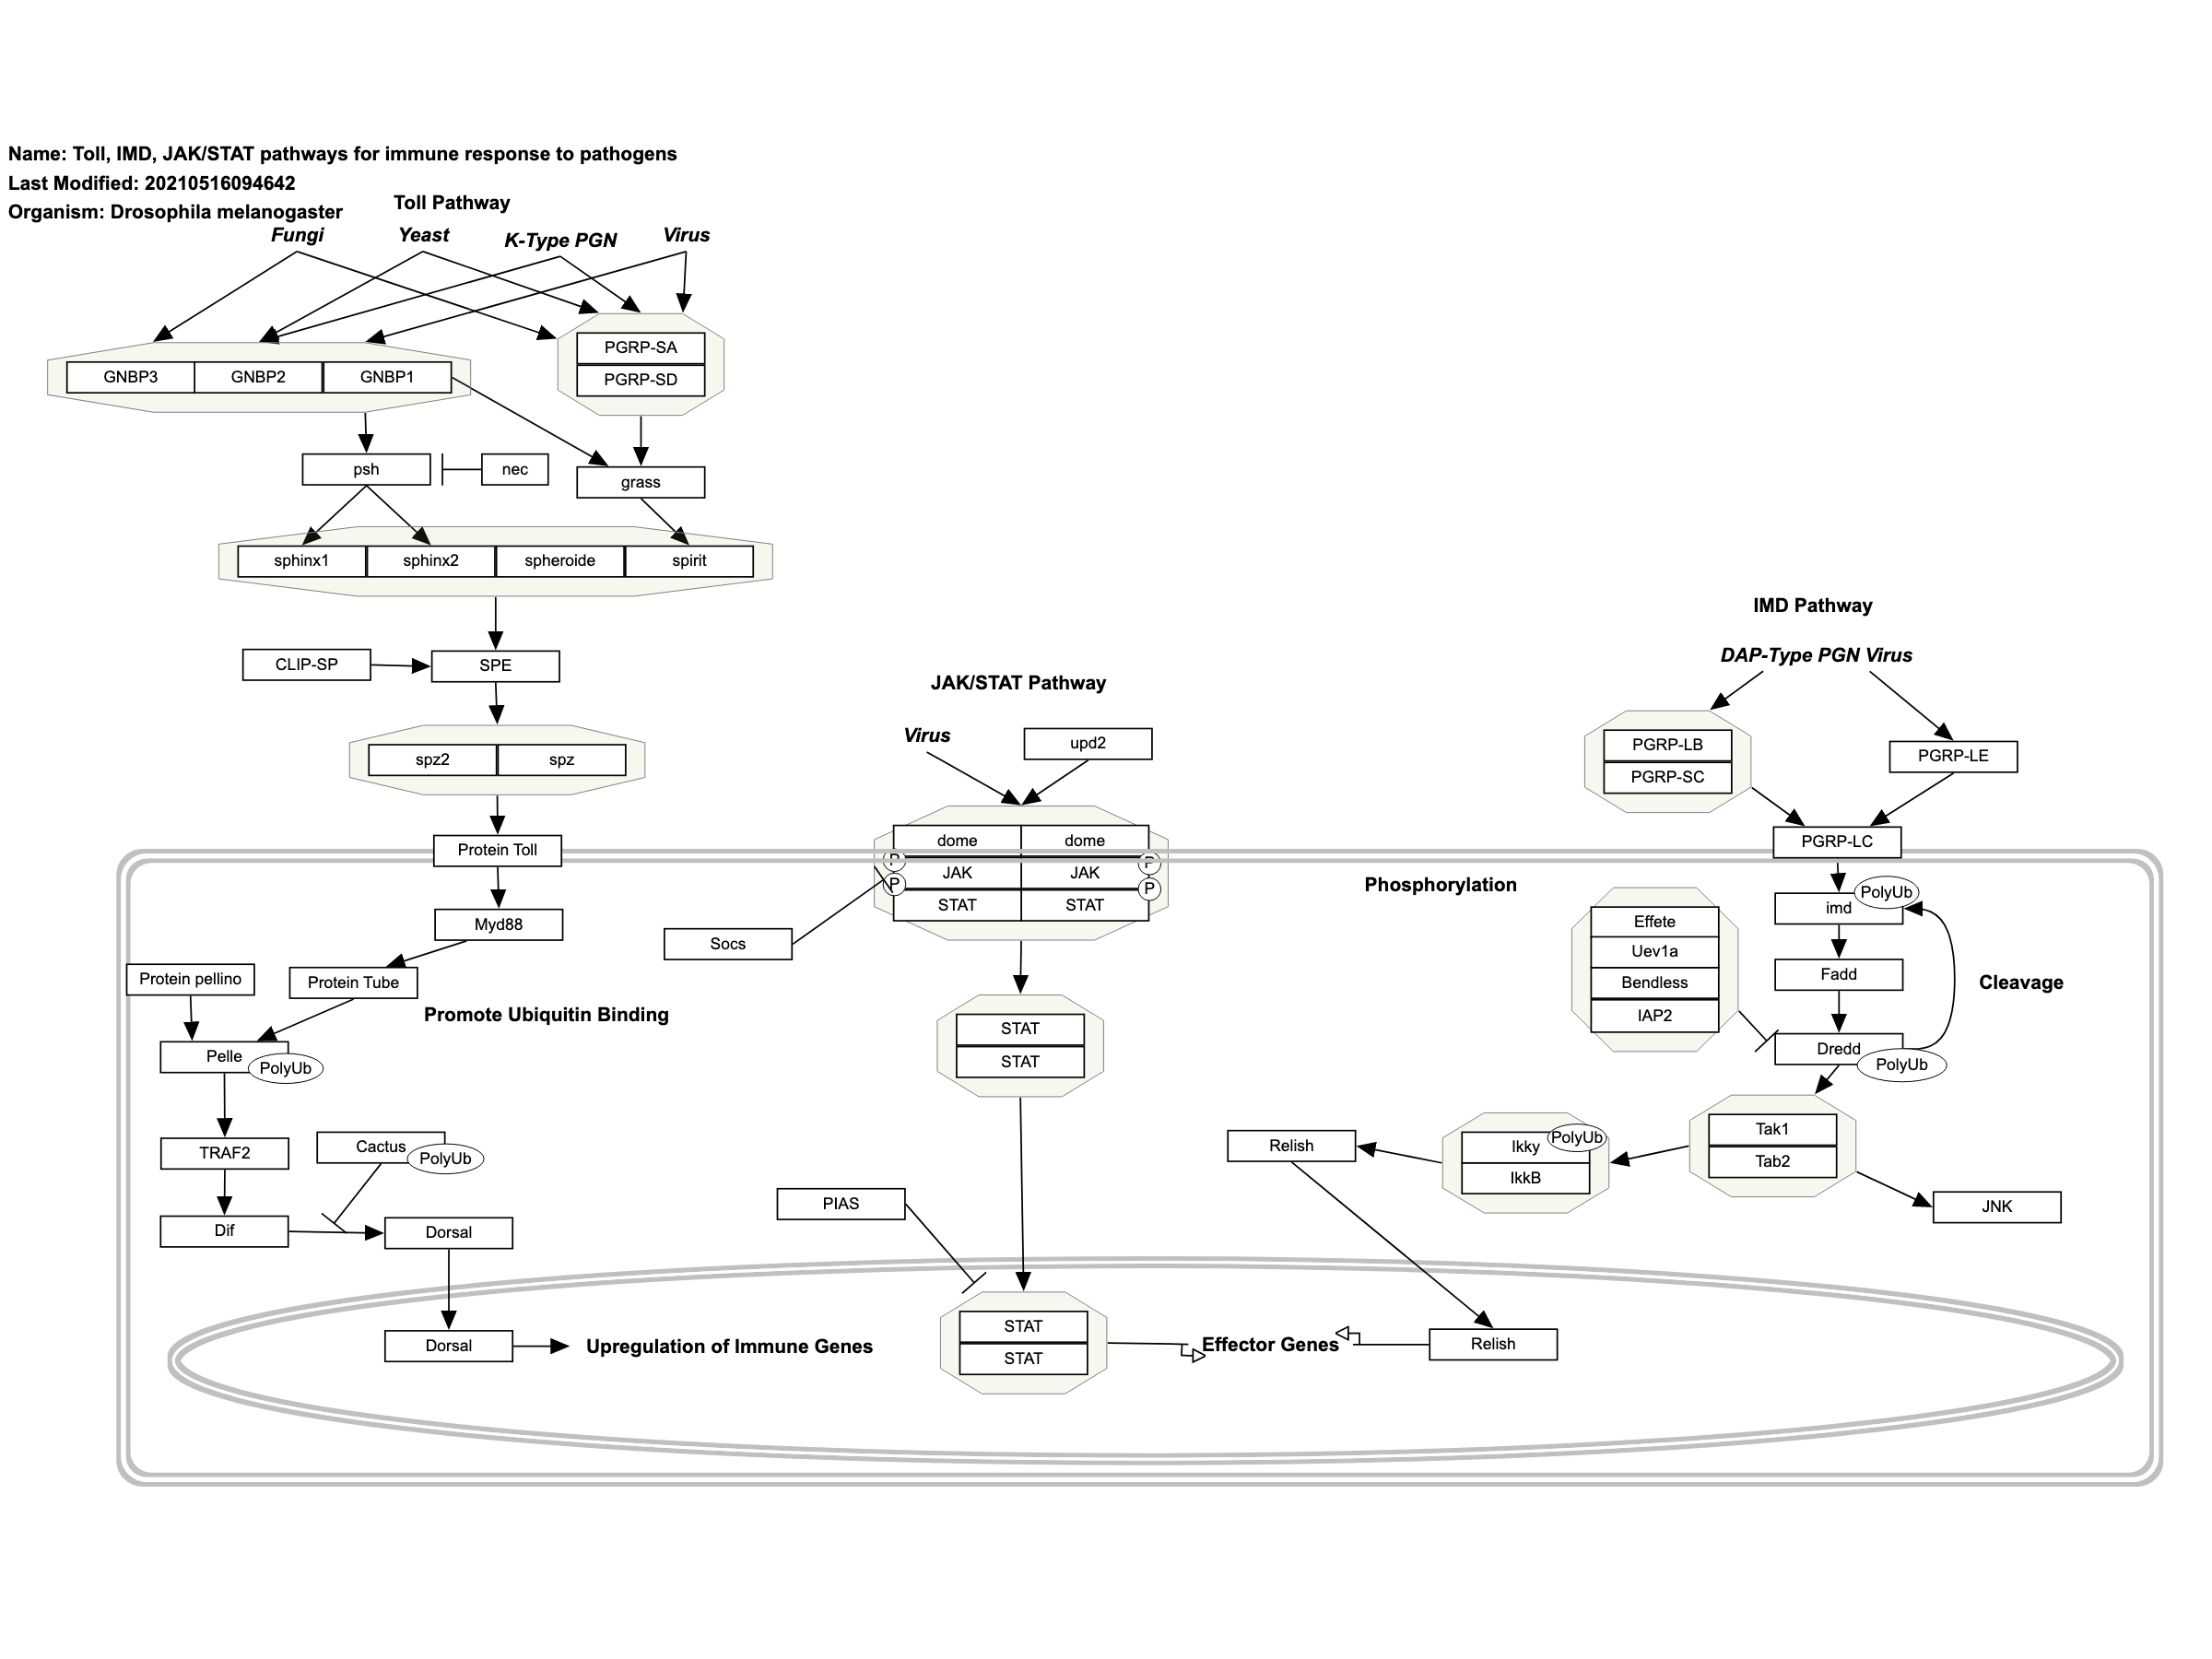 Name: Toll, IMD, JAK/STAT pathways for immune response to pathogens
Last Modified: 20210516094642
Organism: Drosophila melanogaster
Toll Pathway
Fungi
Yeast
K-Type PGN
Virus
PGRP-SA
PGRP-SD
GNBP3
GNBP2
GNBP1
psh
nec
grass
sphinx1
sphinx2
spheroide
spirit
CLIP-SP
SPE
spz2
spz
Protein Toll
Myd88
Protein pellino
Protein Tube
Promote Ubiquitin Binding
Pelle
PolyUb
TRAF2
Cactus
PolyUb
Dif
Dorsal
Dorsal
Upregulation of Immune Genes
JAK/STAT Pathway
Virus
upd2
dome
dome
P
P
JAK
JAK
P
P
STAT
STAT
Socs
STAT
STAT
PIAS
STAT
STAT
Effector Genes
IMD Pathway
DAP-Type PGN Virus
PGRP-LB
PGRP-SC
PGRP-LE
PGRP-LC
Phosphorylation
imd
PolyUb
Effete
Uev1a
Bendless
IAP2
Fadd
Cleavage
Dredd
PolyUb
Tak1
Tab2
Ikky
PolyUb
IkkB
Relish
JNK
Relish